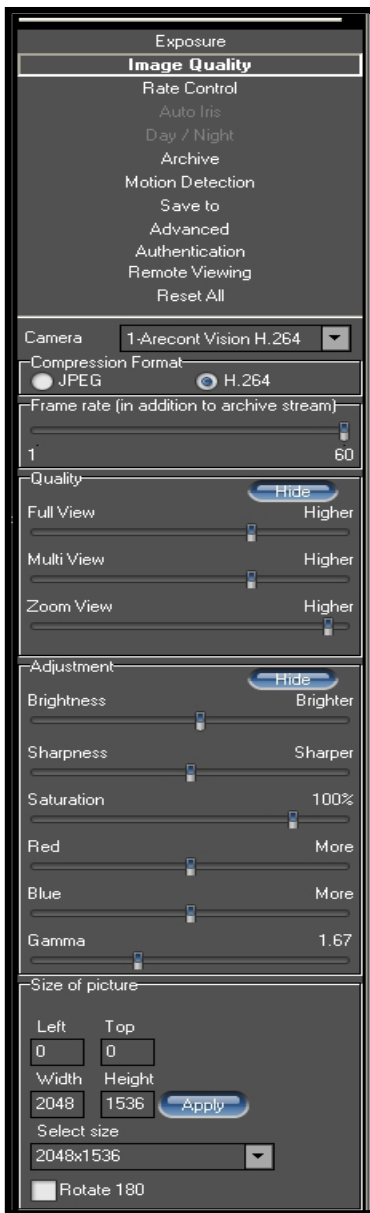 Exposure
Image Quality
Rate Control
Auto Iris
Day / Night
Archive
Motion Detection
Save to
Advanced
Authentication
Remote Viewing
Reset All
Camera 1-Arecont Vision H.264
Compression Format
JPEG H.264
Frame rate (in addition to archive stream)
1 60
Quality Hide
Full View Higher
Multi View Higher
Zoom View Higher
Adjustment Hide
Brightness Brighter
Sharpness Sharper
Saturation 100%
Red More
Blue More
Gamma 1.67
Size of picture
Left Top
0 0
Width Height
2048 1536 Apply
Select size
2048x1536
Rotate 180